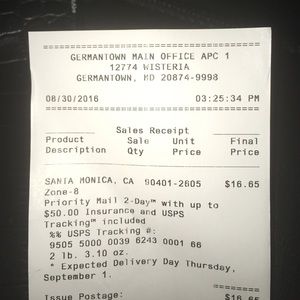 GERMANTOWN MAIN OFFICE APC 1
12774 WISTERIA
GERMANTOWN, MD 20874-9998
08/30/2016 03:25:34 PM
Sales Receipt
Product Sale Unit Final
Description Qty Price Price
SANTA MONICA, CA 90401-2605 $16.65
Zone-8
Priority Mail 2-Day™ with up to
$50.00 Insurance and USPS
Tracking™ included
%% USPS Tracking #:
9505 5000 0039 6243 0001 66
2 lb. 3.10 oz.
* Expected Delivery Day Thursday,
September 1.
Issue Postage: $16.65